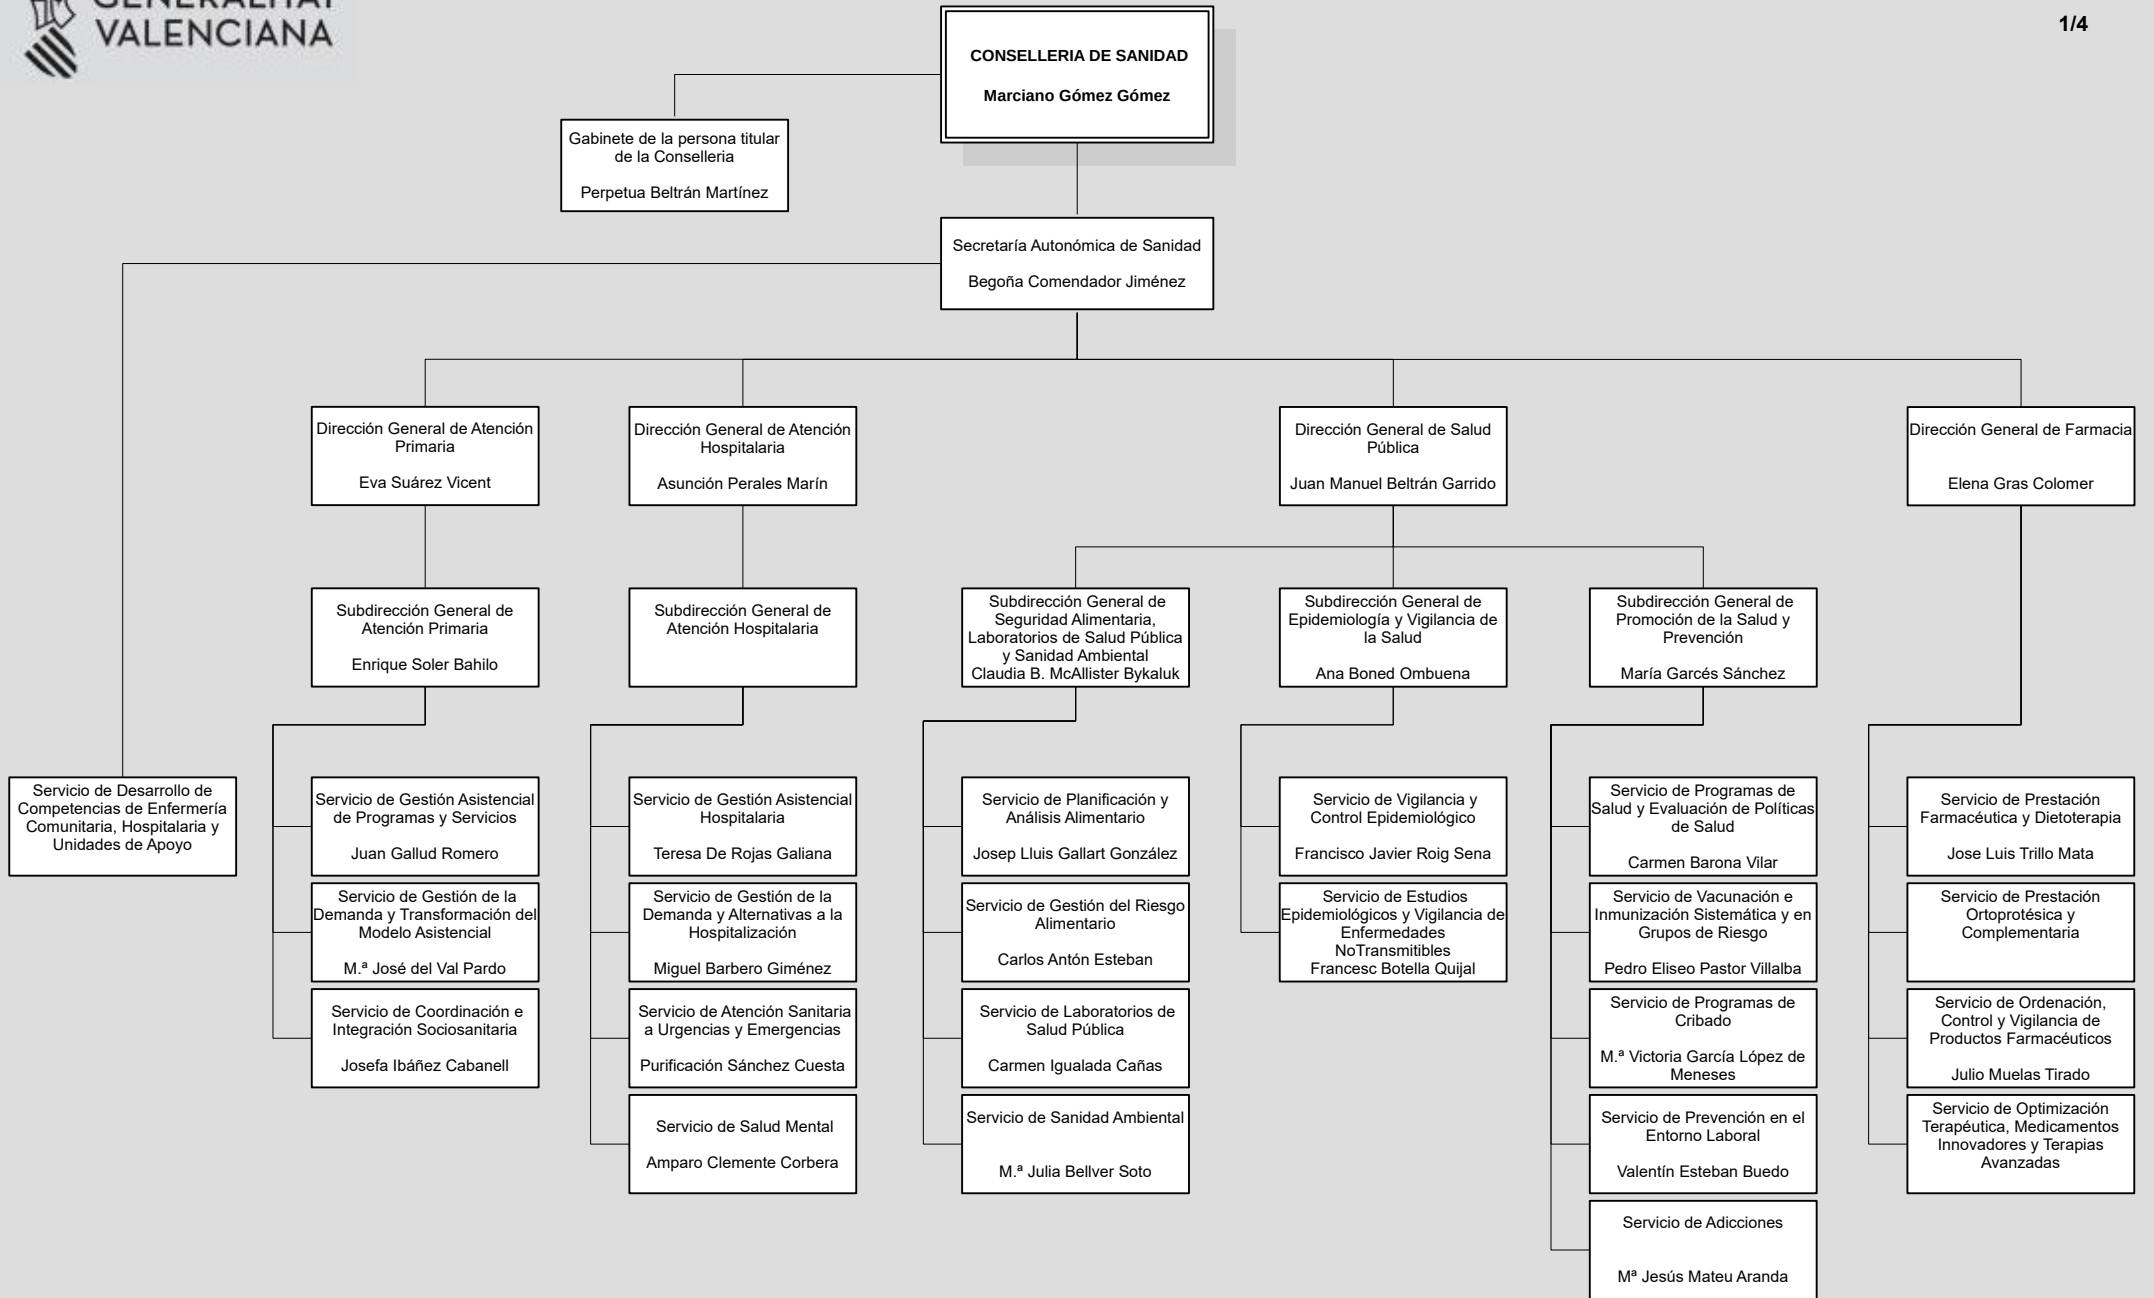 GENERALITAT
VALENCIANA
1/4
CONSELLERIA DE SANIDAD
Marciano Gómez Gómez
Gabinete de la persona titular
de la Conselleria
Perpetua Beltrán Martínez
Secretaría Autonómica de Sanidad
Begoña Comendador Jiménez
Dirección General de Atención
Primaria
Eva Suárez Vicent
Dirección General de Atención
Hospitalaria
Asunción Perales Marín
Dirección General de Salud
Pública
Juan Manuel Beltrán Garrido
Dirección General de Farmacia
Elena Gras Colomer
Subdirección General de
Atención Primaria
Enrique Soler Bahilo
Subdirección General de
Atención Hospitalaria
Subdirección General de
Seguridad Alimentaria,
Laboratorios de Salud Pública
y Sanidad Ambiental
Claudia B. McAllister Bykaluk
Subdirección General de
Epidemiología y Vigilancia de
la Salud
Ana Boned Ombuena
Subdirección General de
Promoción de la Salud y
Prevención
María Garcés Sánchez
Servicio de Desarrollo de
Competencias de Enfermería
Comunitaria, Hospitalaria y
Unidades de Apoyo
Servicio de Gestión Asistencial
de Programas y Servicios
Juan Gallud Romero
Servicio de Gestión de la
Demanda y Transformación del
Modelo Asistencial
M.ª José del Val Pardo
Servicio de Coordinación e
Integración Sociosanitaria
Josefa Ibáñez Cabanell
Servicio de Gestión Asistencial
Hospitalaria
Teresa De Rojas Galiana
Servicio de Gestión de la
Demanda y Alternativas a la
Hospitalización
Miguel Barbero Giménez
Servicio de Atención Sanitaria
a Urgencias y Emergencias
Purificación Sánchez Cuesta
Servicio de Salud Mental
Amparo Clemente Corbera
Servicio de Planificación y
Análisis Alimentario
Josep Lluis Gallart González
Servicio de Gestión del Riesgo
Alimentario
Carlos Antón Esteban
Servicio de Laboratorios de
Salud Pública
Carmen Igualada Cañas
Servicio de Sanidad Ambiental
M.ª Julia Bellver Soto
Servicio de Vigilancia y
Control Epidemiológico
Francisco Javier Roig Sena
Servicio de Estudios
Epidemiológicos y Vigilancia de
Enfermedades
NoTransmitibles
Francesc Botella Quijal
Servicio de Programas de
Salud y Evaluación de Políticas
de Salud
Carmen Barona Vilar
Servicio de Vacunación e
Inmunización Sistemática y en
Grupos de Riesgo
Pedro Eliseo Pastor Villalba
Servicio de Programas de
Cribado
M.ª Victoria García López de
Meneses
Servicio de Prevención en el
Entorno Laboral
Valentín Esteban Buedo
Servicio de Adicciones
Mª Jesús Mateu Aranda
Servicio de Prestación
Farmacéutica y Dietoterapia
Jose Luis Trillo Mata
Servicio de Prestación
Ortoprotésica y
Complementaria
Servicio de Ordenación,
Control y Vigilancia de
Productos Farmacéuticos
Julio Muelas Tirado
Servicio de Optimización
Terapéutica, Medicamentos
Innovadores y Terapias
Avanzadas